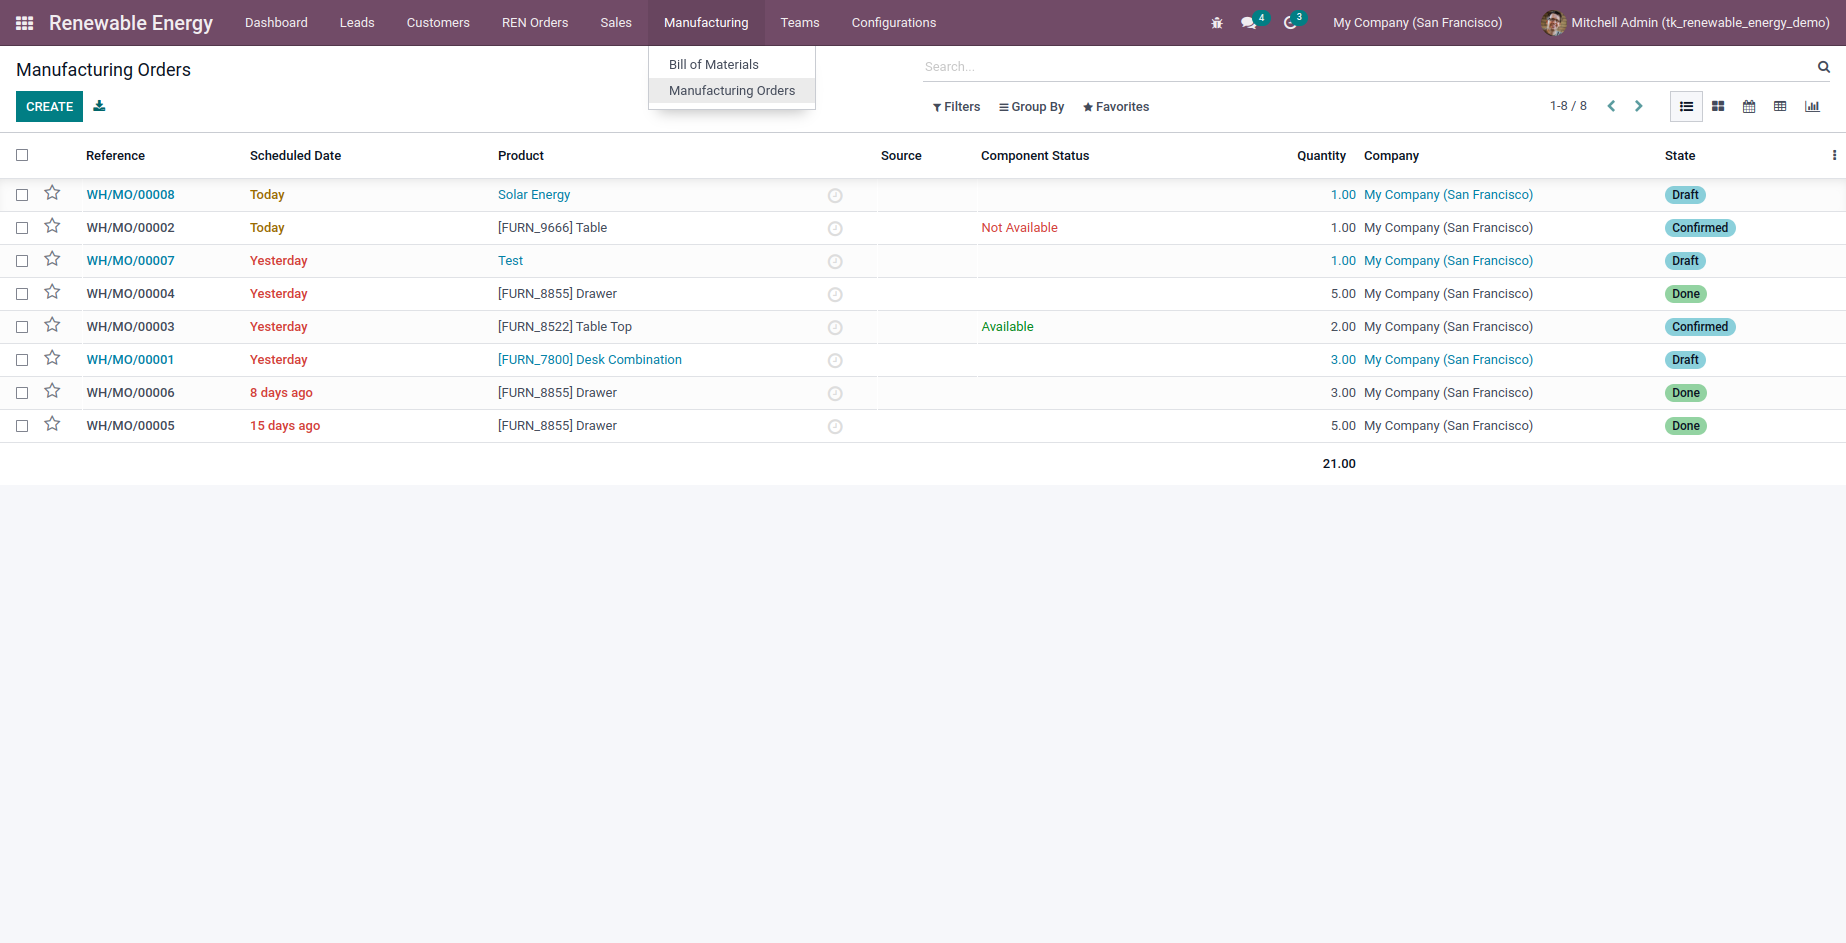 Renewable Energy Dashboard Leads Customers REN Orders Sales Manufacturing Teams Configurations 4 3 My Company (San Francisco) Mitchell Admin (tk_renewable_energy_demo)
Bill of Materials
Manufacturing Orders
Manufacturing Orders Search...
CREATE Filters Group By Favorites 1-8 / 8
Reference Scheduled Date Product Source Component Status Quantity Company State
WH/MO/00008 Today Solar Energy 1.00 My Company (San Francisco) Draft
WH/MO/00002 Today [FURN_9666] Table Not Available 1.00 My Company (San Francisco) Confirmed
WH/MO/00007 Yesterday Test 1.00 My Company (San Francisco) Draft
WH/MO/00004 Yesterday [FURN_8855] Drawer 5.00 My Company (San Francisco) Done
WH/MO/00003 Yesterday [FURN_8522] Table Top Available 2.00 My Company (San Francisco) Confirmed
WH/MO/00001 Yesterday [FURN_7800] Desk Combination 3.00 My Company (San Francisco) Draft
WH/MO/00006 8 days ago [FURN_8855] Drawer 3.00 My Company (San Francisco) Done
WH/MO/00005 15 days ago [FURN_8855] Drawer 5.00 My Company (San Francisco) Done
21.00